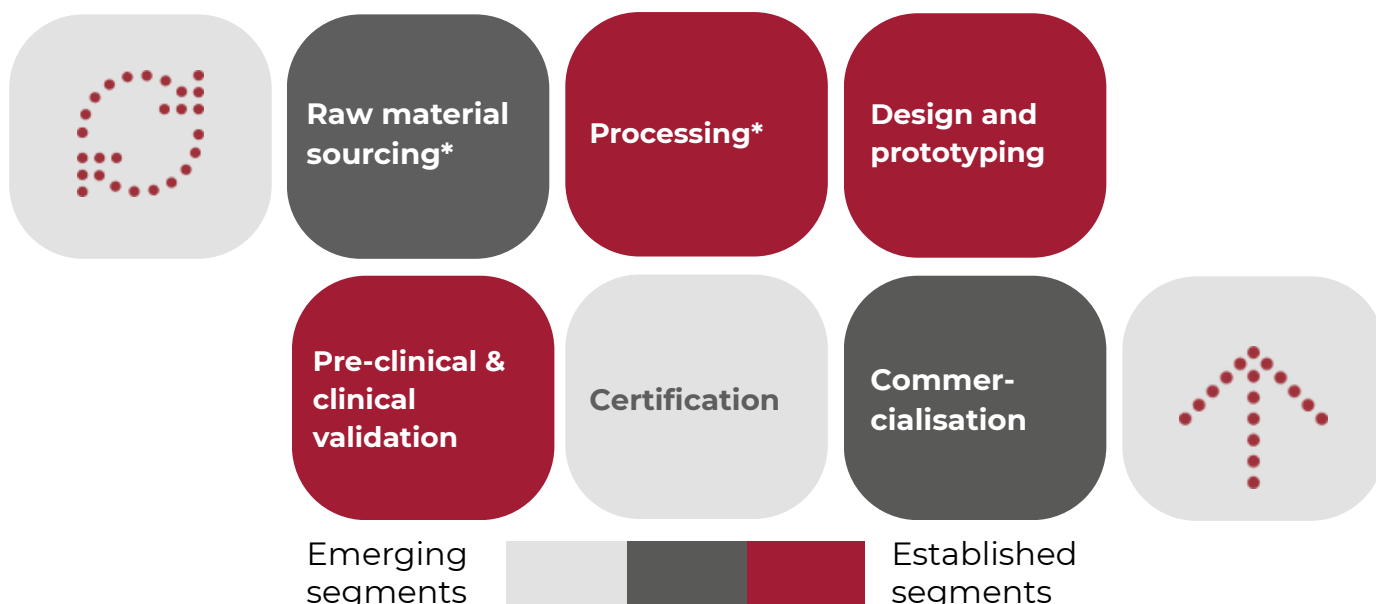 Raw material
sourcing*
Processing*
Design and
prototyping
Pre-clinical &
clinical
validation
Certification
Commer-
cialisation
Emerging
segments
Established
segments